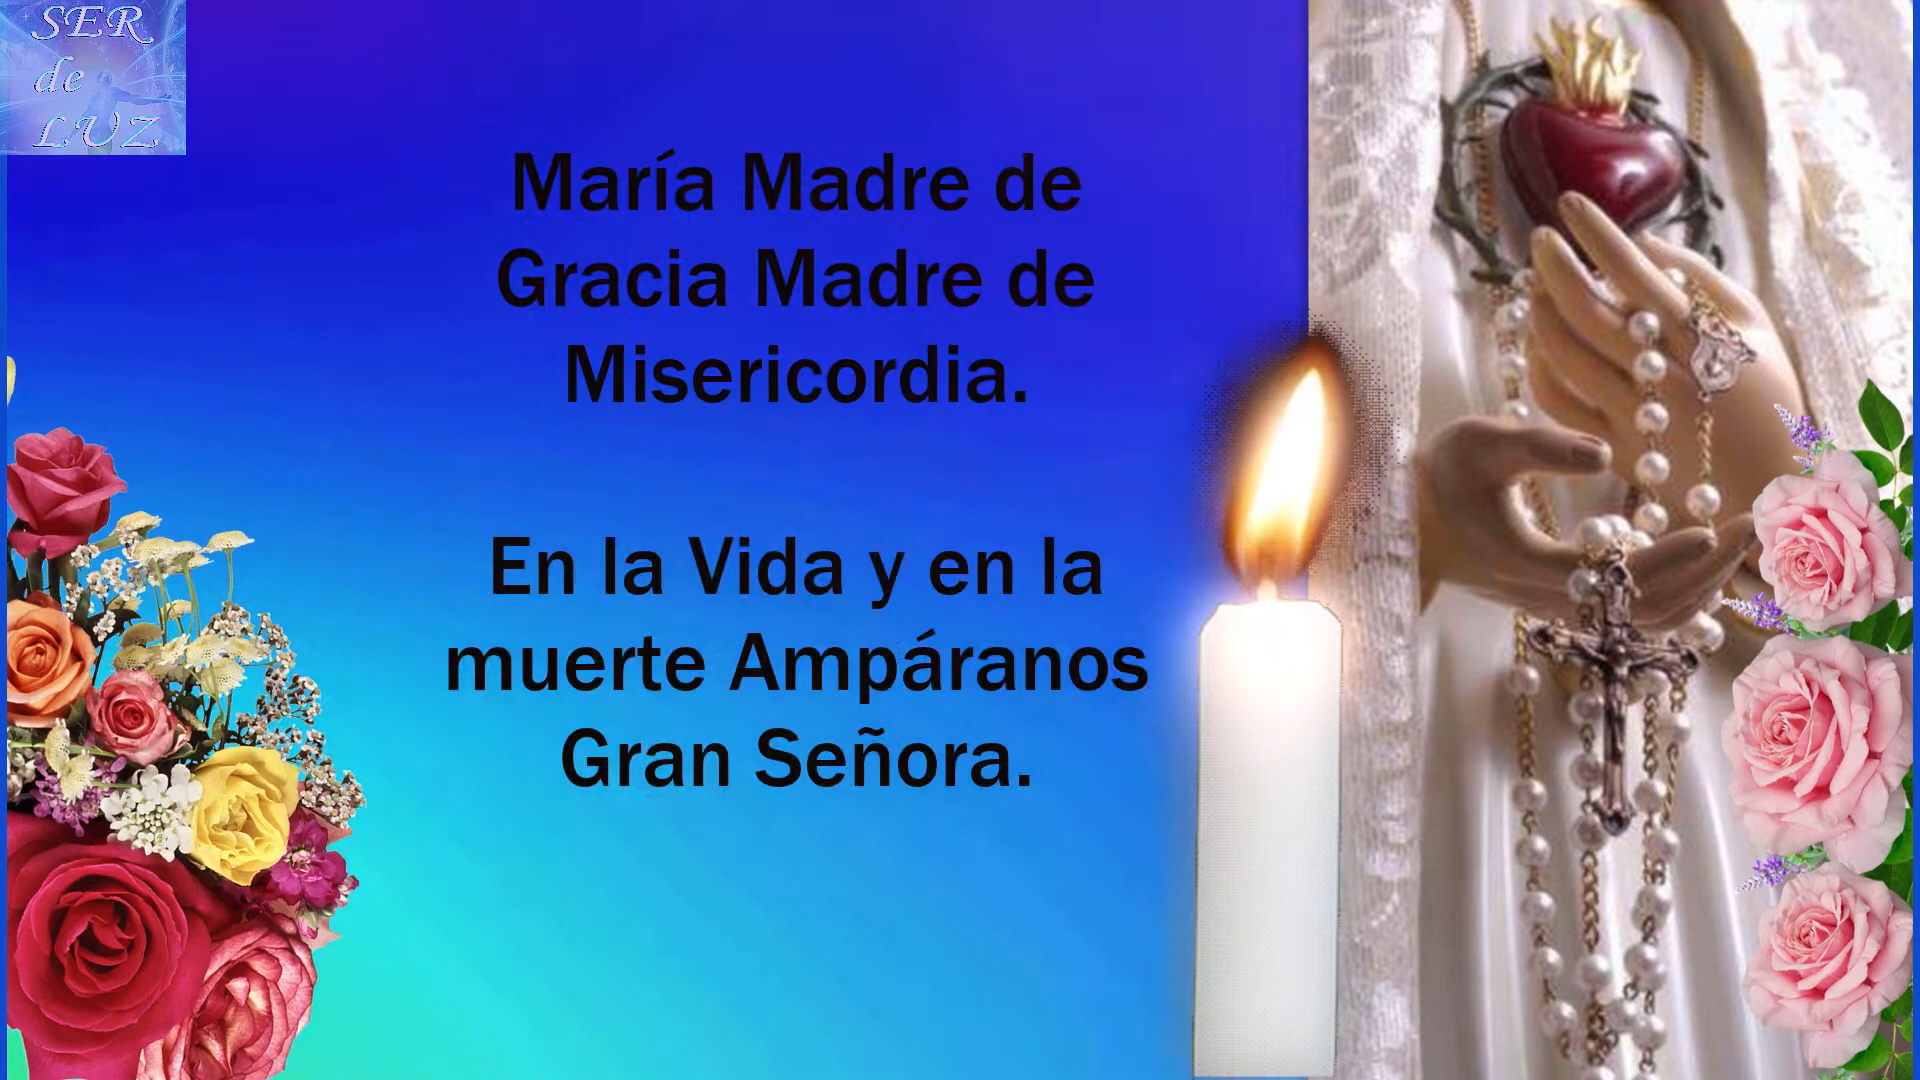 SER
de
LUZ
María Madre de
Gracia Madre de
Misericordia.
En la Vida y en la
muerte Ampáranos
Gran Señora.